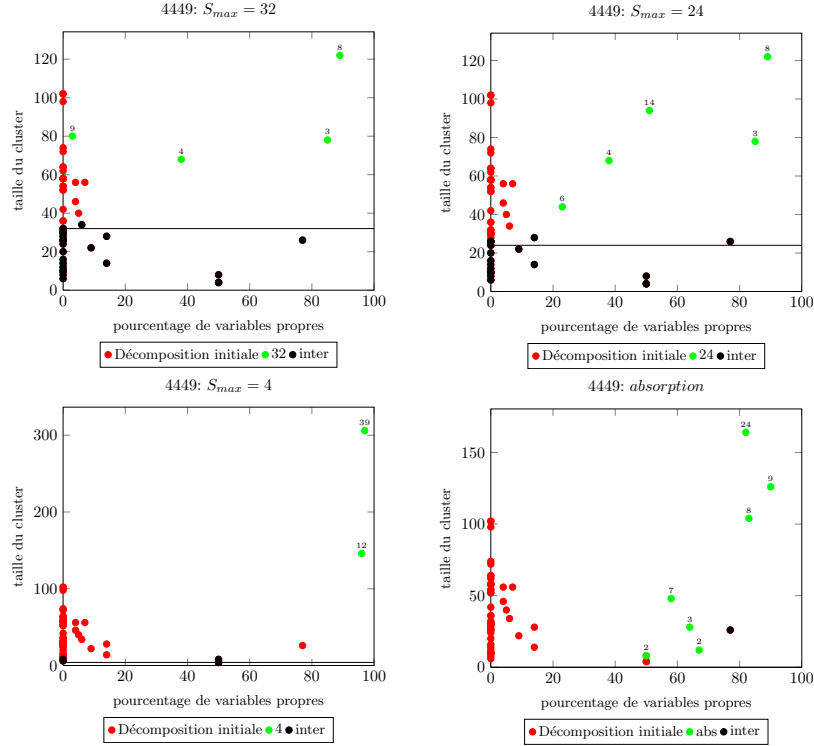 4449: S_max = 32
120
100
80
60
40
20
0
0 20 40 60 80 100
8
9
3
4
taille du cluster
pourcentage de variables propres
Décomposition initiale 32 inter
4449: S_max = 24
120
100
80
60
40
20
0
0 20 40 60 80 100
8
14
3
4
6
taille du cluster
pourcentage de variables propres
Décomposition initiale 24 inter
4449: S_max = 4
300
200
100
0
0 20 40 60 80 100
39
12
taille du cluster
pourcentage de variables propres
Décomposition initiale 4 inter
4449: absorption
150
100
50
0
0 20 40 60 80 100
24
9
8
7
3
2
2
taille du cluster
pourcentage de variables propres
Décomposition initiale abs inter